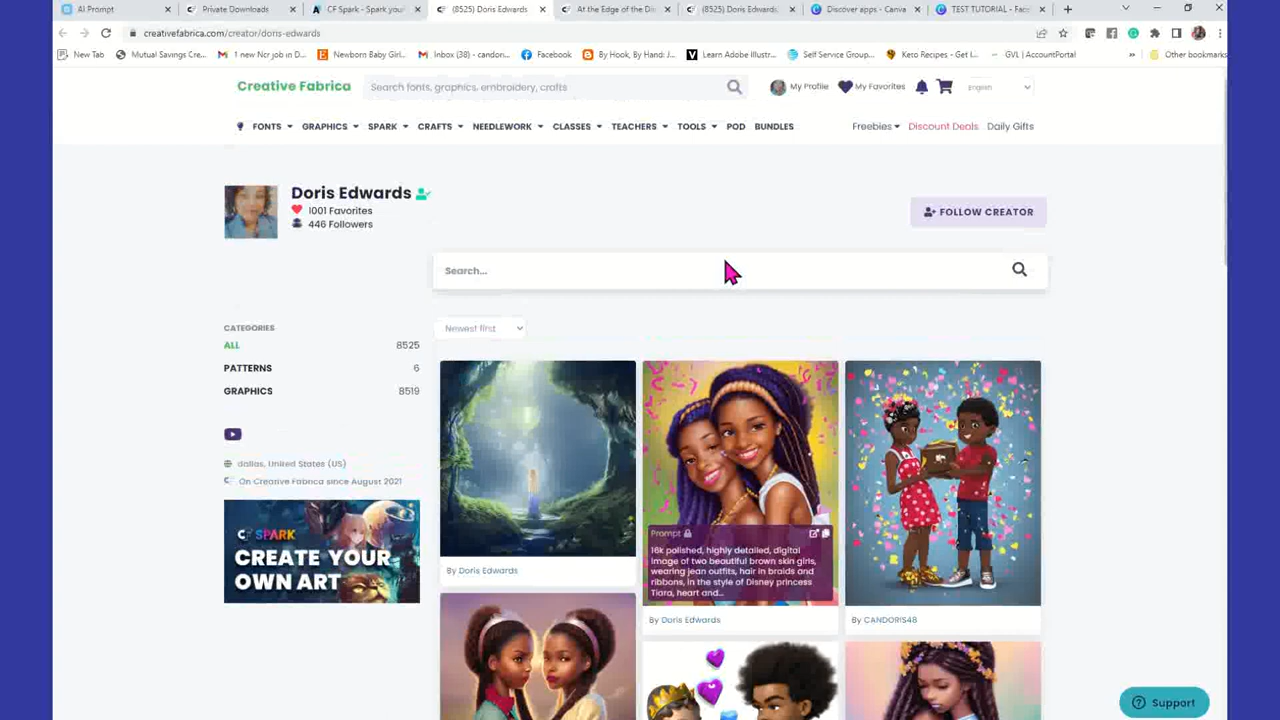 AI Prompt
Private Downloads
CF Spark - Spark your
(8525) Doris Edwards
At the Edge of the Dis
(8525) Doris Edwards
Discover apps - Canva
TEST TUTORIAL - Face
creativefabrica.com/creator/doris-edwards
New Tab
Mutual Savings Cre...
1 new Ncr job in D...
Newborn Baby Girl...
Inbox (38) - candon...
Facebook
By Hook, By Hand: J...
Learn Adobe Illustr...
Self Service Group...
Keto Recipes - Get I...
GVL | AccountPortal
Other bookmarks
Creative Fabrica
Search fonts, graphics, embroidery, crafts
My Profile
My Favorites
English
FONTS
GRAPHICS
SPARK
CRAFTS
NEEDLEWORK
CLASSES
TEACHERS
TOOLS
POD
BUNDLES
Freebies
Discount Deals
Daily Gifts
Doris Edwards
1001 Favorites
446 Followers
FOLLOW CREATOR
Search...
CATEGORIES
Newest first
ALL 8525
PATTERNS 6
GRAPHICS 8519
dallas, United States (US)
On Creative Fabrica since August 2021
CF SPARK
CREATE YOUR
OWN ART
By Doris Edwards
Prompt
16k polished, highly detailed, digital
image of two beautiful brown skin girls,
wearing jean outfits, hair in braids and
ribbons, in the style of Disney princess
Tiara, heart and...
By Doris Edwards
By CANDORIS48
Support